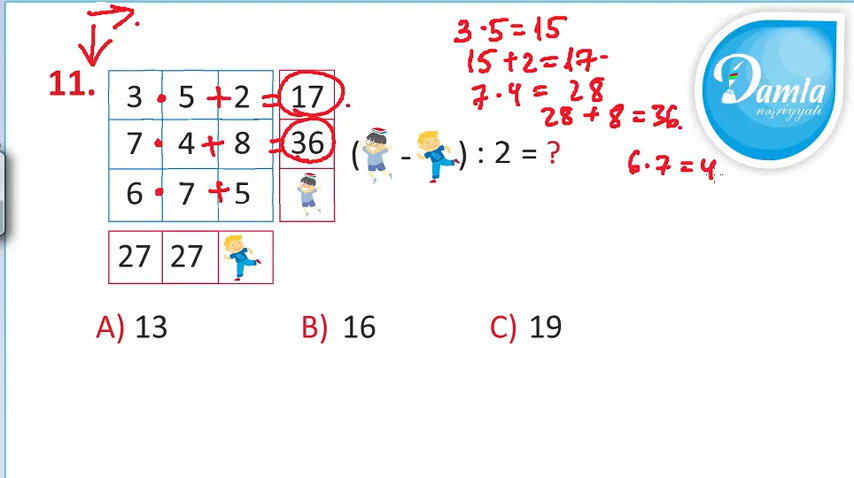 11.
3 · 5 + 2 = 17
7 · 4 + 8 = 36
6 · 7 + 5
27 27
( - ) : 2 = ?
A) 13 B) 16 C) 19
3 · 5 = 15
15 + 2 = 17
7 · 4 = 28
28 + 8 = 36.
6 · 7 = 4
Damla
nəşriyyatı